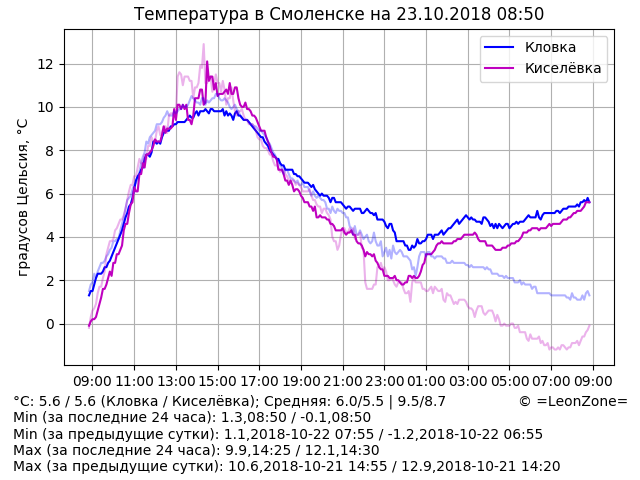 Температура в Смоленске на 23.10.2018 08:50
Кловка
Киселёвка
градусов Цельсия, °C
12
10
8
6
4
2
0
09:00 11:00 13:00 15:00 17:00 19:00 21:00 23:00 01:00 03:00 05:00 07:00 09:00
°C: 5.6 / 5.6 (Кловка / Киселёвка); Средняя: 6.0/5.5 | 9.5/8.7 © =LeonZone=
Min (за последние 24 часа): 1.3,08:50 / -0.1,08:50
Min (за предыдущие сутки): 1.1,2018-10-22 07:55 / -1.2,2018-10-22 06:55
Max (за последние 24 часа): 9.9,14:25 / 12.1,14:30
Max (за предыдущие сутки): 10.6,2018-10-21 14:55 / 12.9,2018-10-21 14:20